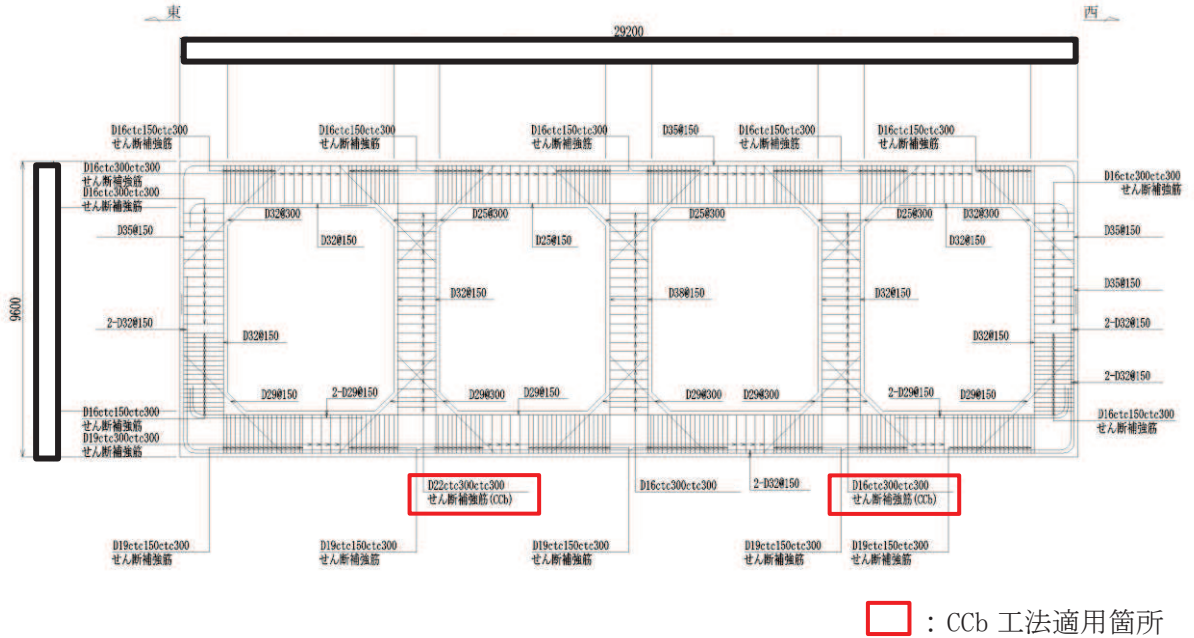 東
西
29200
D16ctc150ctc300
せん断補強筋
D16ctc150ctc300
せん断補強筋
D16ctc150ctc300
せん断補強筋
D35@150
D16ctc150ctc300
せん断補強筋
D16ctc150ctc300
せん断補強筋
D16ctc300ctc300
せん断補強筋
D16ctc300ctc300
せん断補強筋
D16ctc300ctc300
せん断補強筋
D32@300
D25@300
D25@300
D25@300
D32@300
D35@150
D32@150
D25@150
D32@150
D35@150
9600
D32@150
D38@150
D32@150
D35@150
2-D32@150
D32@150
D32@150
2-D32@150
D29@150
2-D29@150
D29@300
D29@150
D29@300
D29@300
2-D29@150
D29@150
2-D32@150
D16ctc150ctc300
せん断補強筋
D16ctc150ctc300
せん断補強筋
D19ctc300ctc300
せん断補強筋
D22ctc300ctc300
せん断補強筋(CCb)
D16ctc300ctc300
2-D32@150
D16ctc300ctc300
せん断補強筋(CCb)
D19ctc150ctc300
せん断補強筋
D19ctc150ctc300
せん断補強筋
D19ctc150ctc300
せん断補強筋
D19ctc150ctc300
せん断補強筋
D19ctc150ctc300
せん断補強筋
：CCb 工法適用箇所